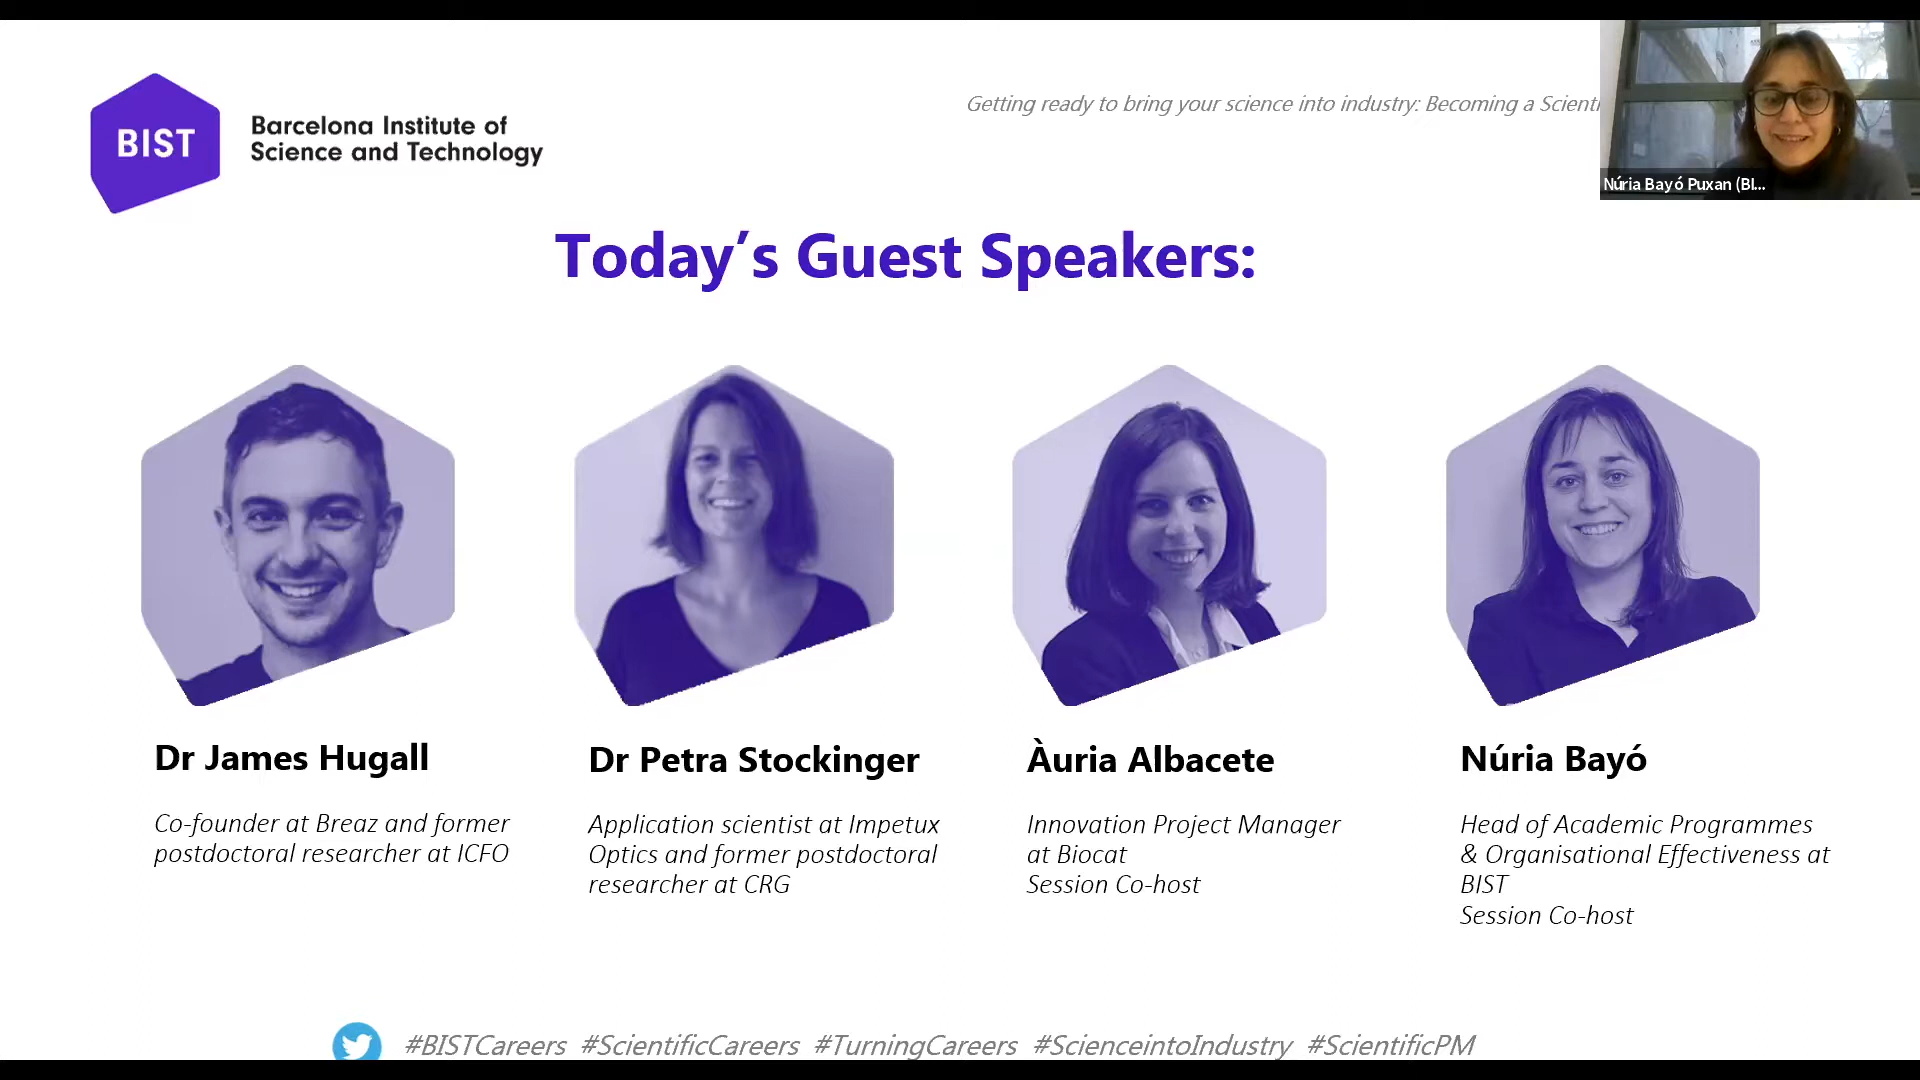 BIST
Barcelona Institute of
Science and Technology
Getting ready to bring your science into industry: Becoming a
Núria Bayó Puxan (BI...
Today´s Guest Speakers:
Dr James Hugall
Co-founder at Breaz and former
postdoctoral researcher at ICFO
Dr Petra Stockinger
Application scientist at Impetux
Optics and former postdoctoral
researcher at CRG
Àuria Albacete
Innovation Project Manager
at Biocat
Session Co-host
Núria Bayó
Head of Academic Programmes
& Organisational Effectiveness at
BIST
Session Co-host
#BISTCareers #ScientificCareers #TurningCareers #ScienceintoIndustry #ScientificPM